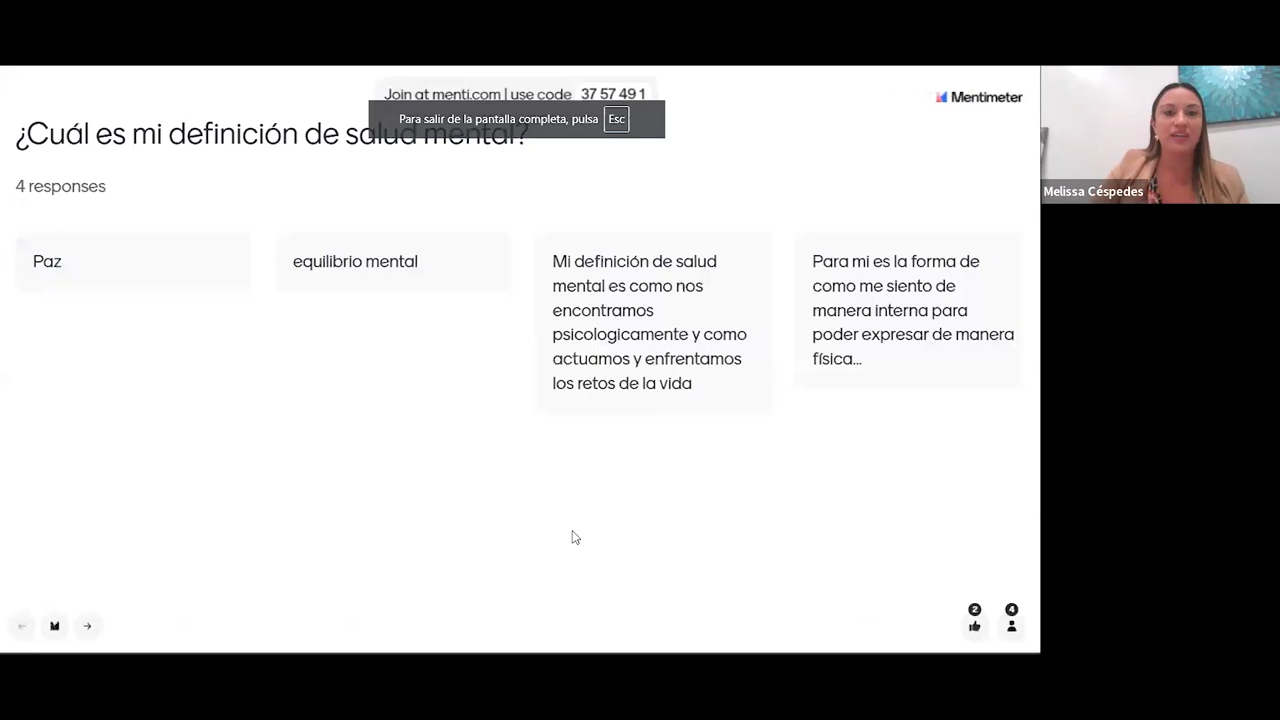 Join at menti.com | use code 37 57 49 1
Mentimeter
Para salir de la pantalla completa, pulsa Esc
¿Cuál es mi definición de salud mental?
4 responses
Melissa Céspedes
Paz
equilibrio mental
Mi definición de salud
mental es como nos
encontramos
psicologicamente y como
actuamos y enfrentamos
los retos de la vida
Para mi es la forma de
como me siento de
manera interna para
poder expresar de manera
física...
2
4